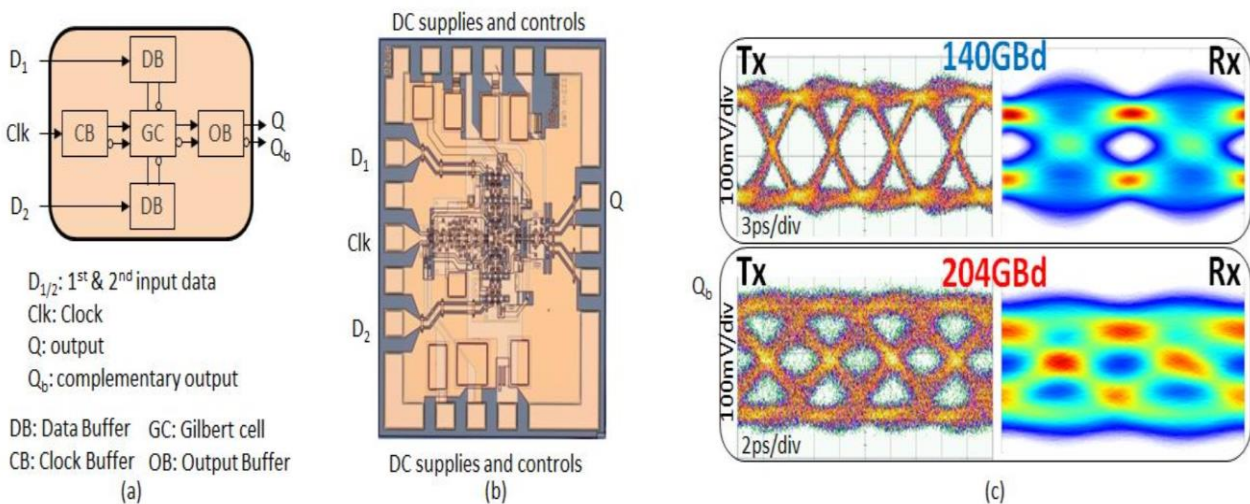 D1
DB
Clk
CB
GC
OB
Q
Qb
D2
DB
D1/2: 1st & 2nd input data
Clk: Clock
Q: output
Qb: complementary output
DB: Data Buffer GC: Gilbert cell
CB: Clock Buffer OB: Output Buffer
(a)
DC supplies and controls
D1
Clk
D2
Q
Qb
DC supplies and controls
(b)
Tx
140GBd
Rx
100mV/div
3ps/div
Tx
204GBd
Rx
100mV/div
2ps/div
(c)